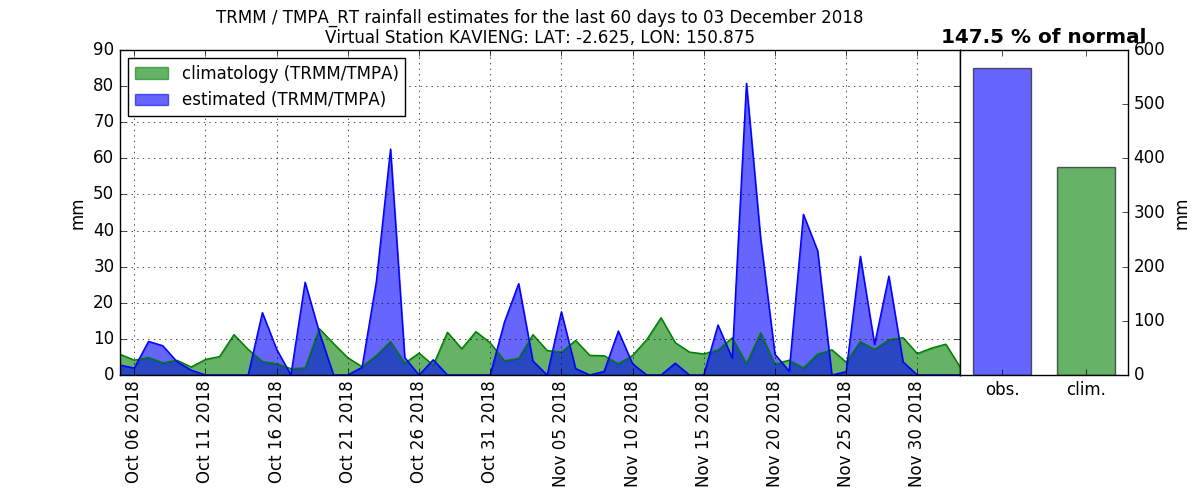 TRMM / TMPA_RT rainfall estimates for the last 60 days to 03 December 2018
Virtual Station KAVIENG: LAT: -2.625, LON: 150.875
147.5 % of normal
climatology (TRMM/TMPA)
estimated (TRMM/TMPA)
90
80
70
60
50
40
30
20
10
0
mm
Oct 06 2018
Oct 11 2018
Oct 16 2018
Oct 21 2018
Oct 26 2018
Oct 31 2018
Nov 05 2018
Nov 10 2018
Nov 15 2018
Nov 20 2018
Nov 25 2018
Nov 30 2018
obs.
clim.
600
500
400
300
200
100
0
mm